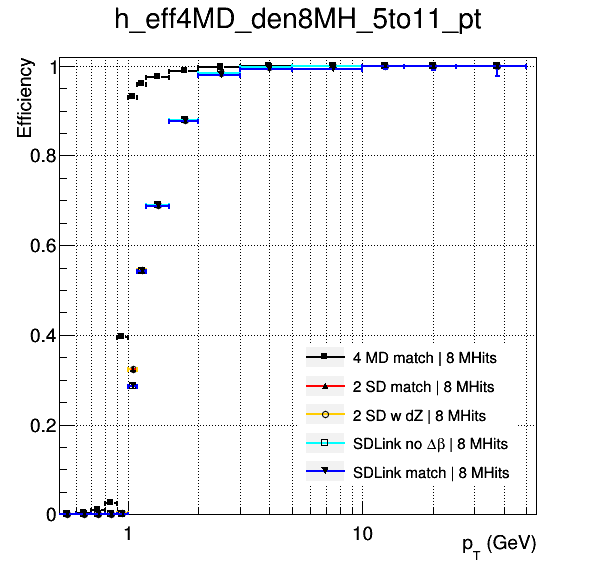 h_eff4MD_den8MH_5to11_pt
Efficiency
1
0.8
0.6
0.4
0.2
0
4 MD match | 8 MHits
2 SD match | 8 MHits
2 SD w dZ | 8 MHits
SDLink no Δβ | 8 MHits
SDLink match | 8 MHits
1
10
p_T (GeV)